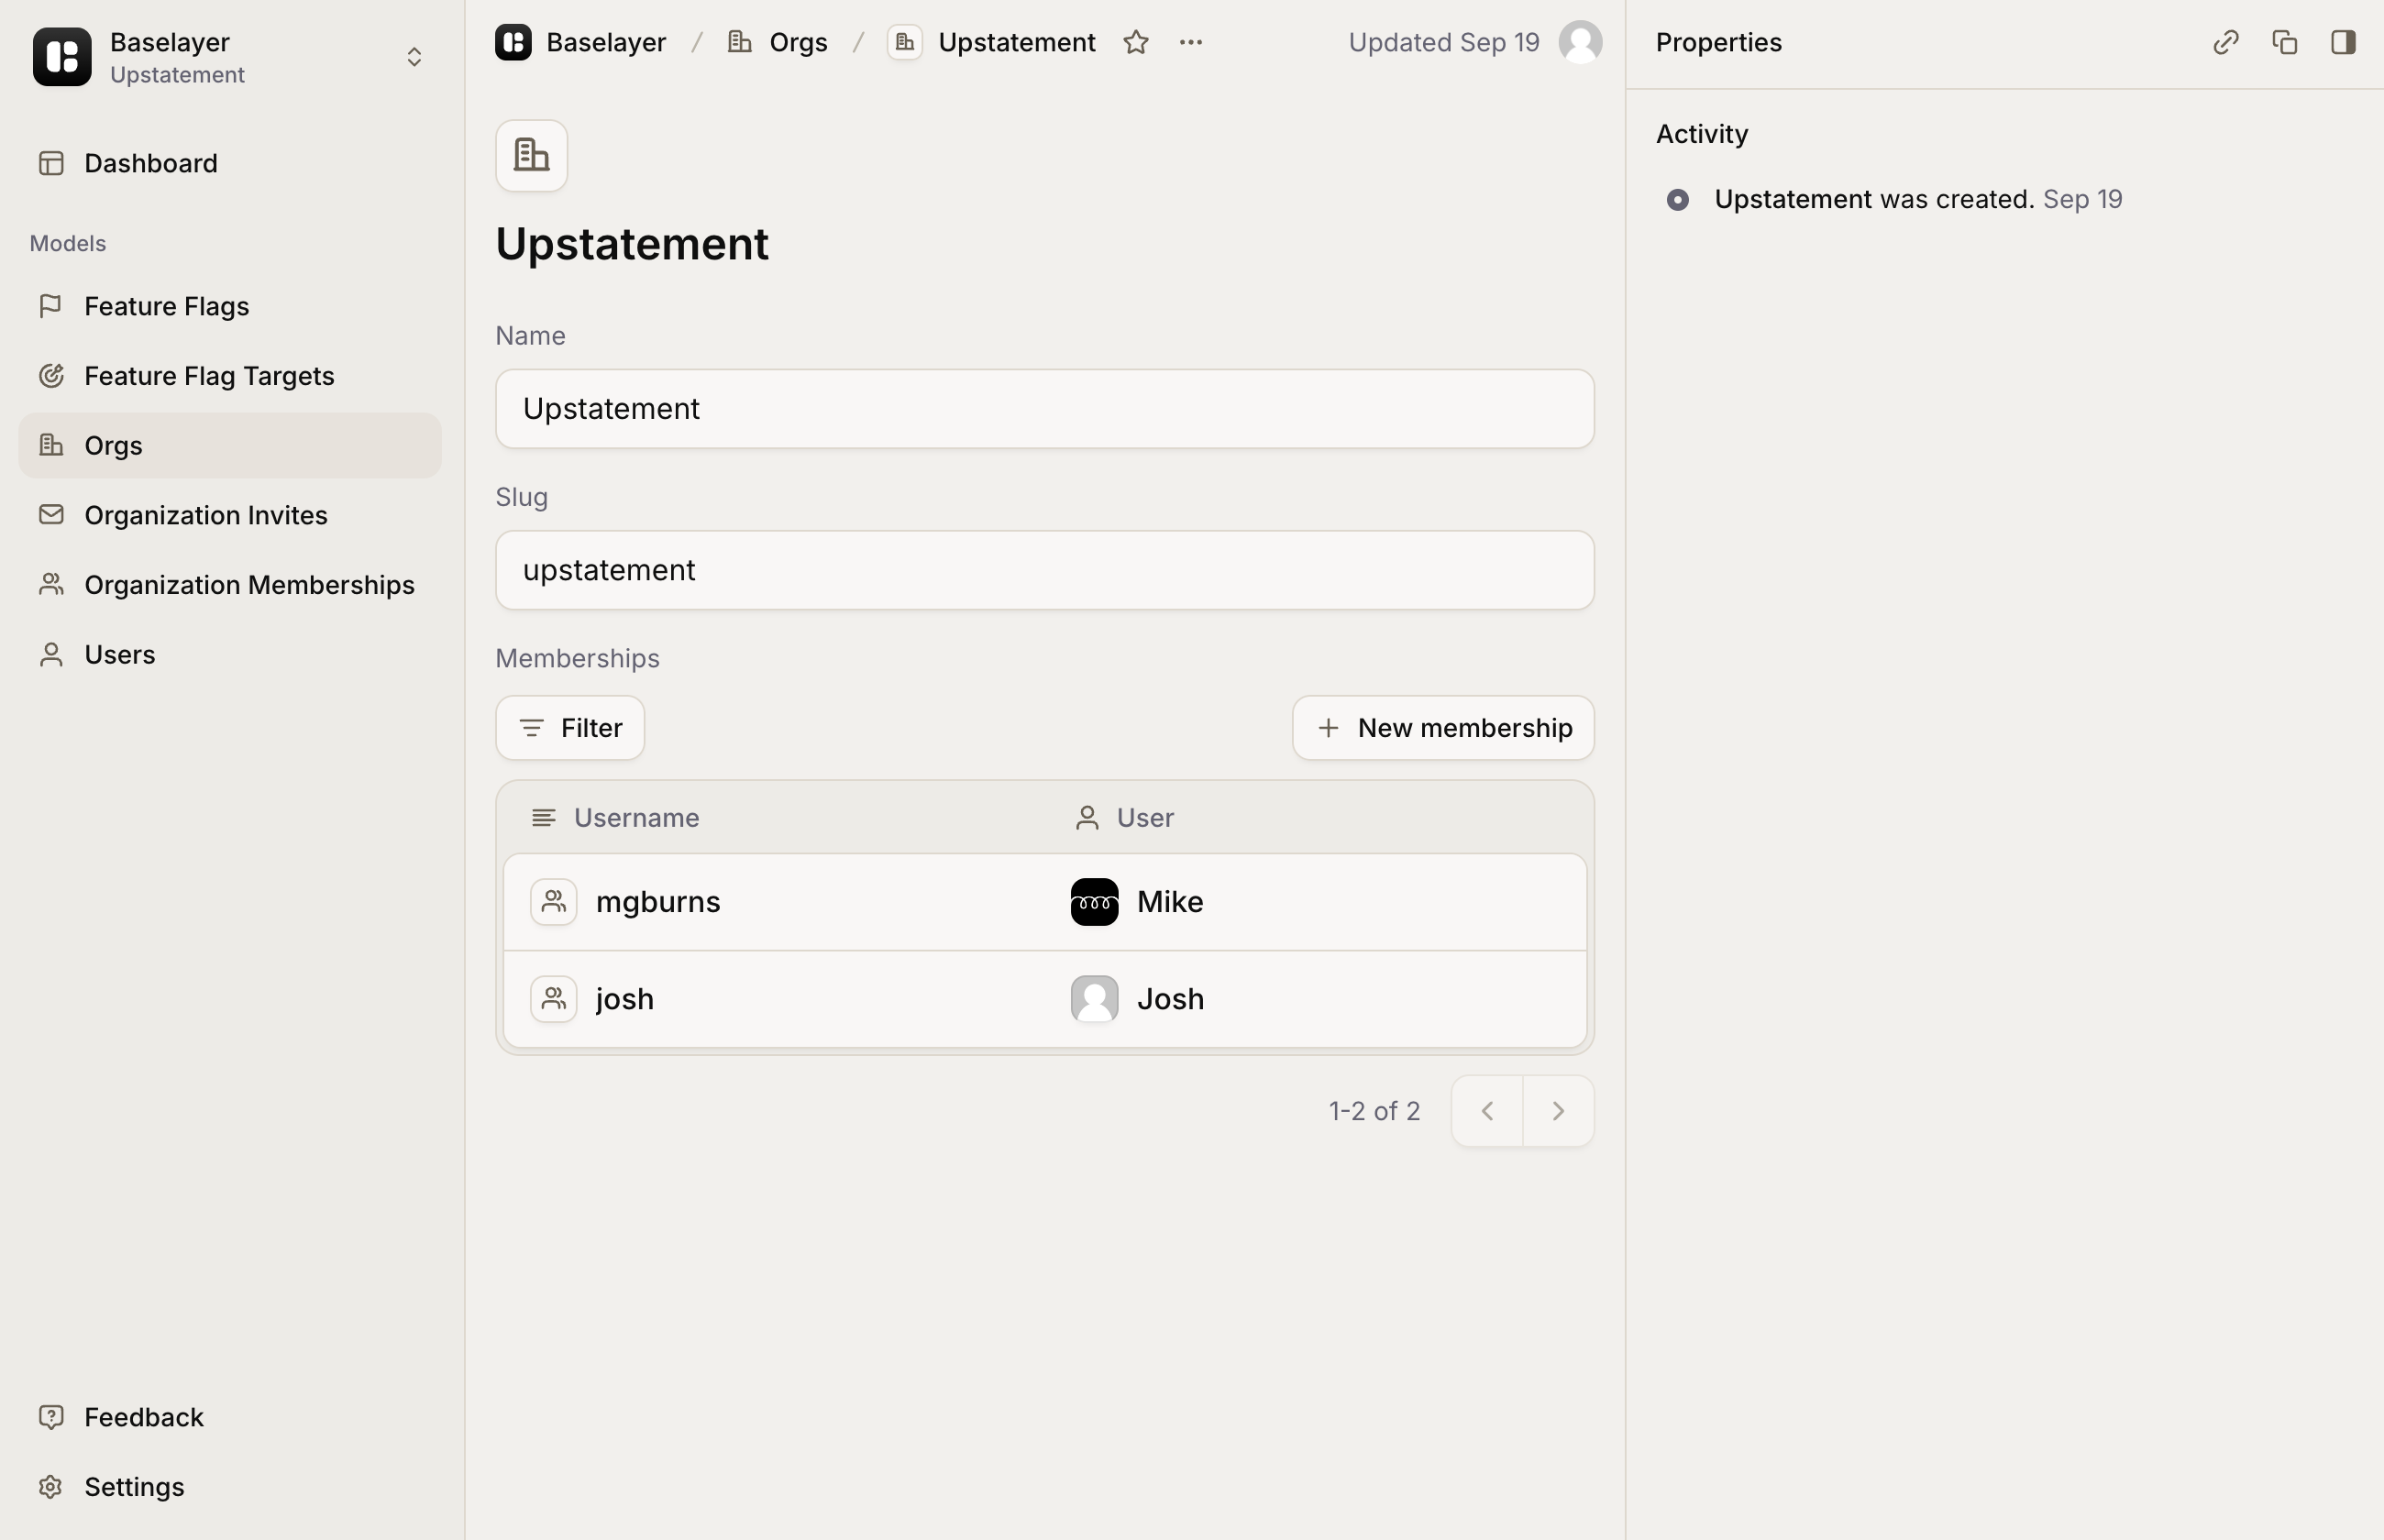 Baselayer
Upstatement
Dashboard
Models
Feature Flags
Feature Flag Targets
Orgs
Organization Invites
Organization Memberships
Users
Feedback
Settings
Baselayer / Orgs / Upstatement
Updated Sep 19
Upstatement
Name
Upstatement
Slug
upstatement
Memberships
Filter
New membership
Username User
mgburns Mike
josh Josh
1-2 of 2
Properties
Activity
Upstatement was created. Sep 19